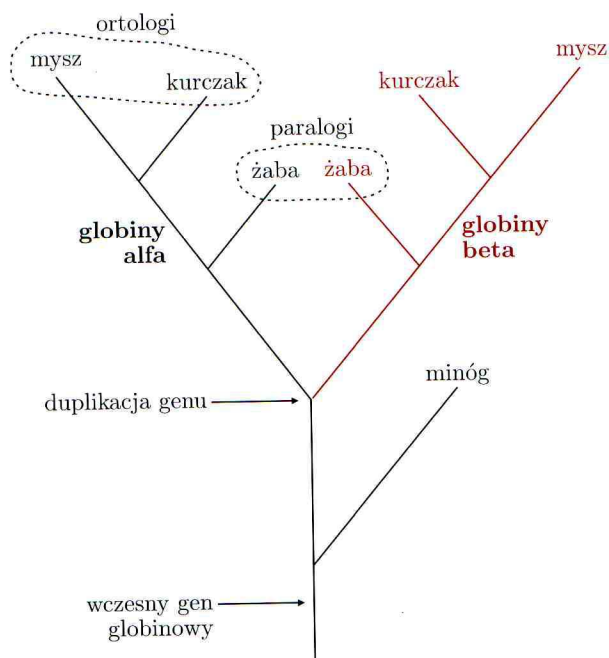 ortologi
mysz
mysz
kurczak
kurczak
paralogi
żaba
żaba
globiny
alfa
globiny
beta
minóg
duplikacja genu
wczesny gen
globinowy